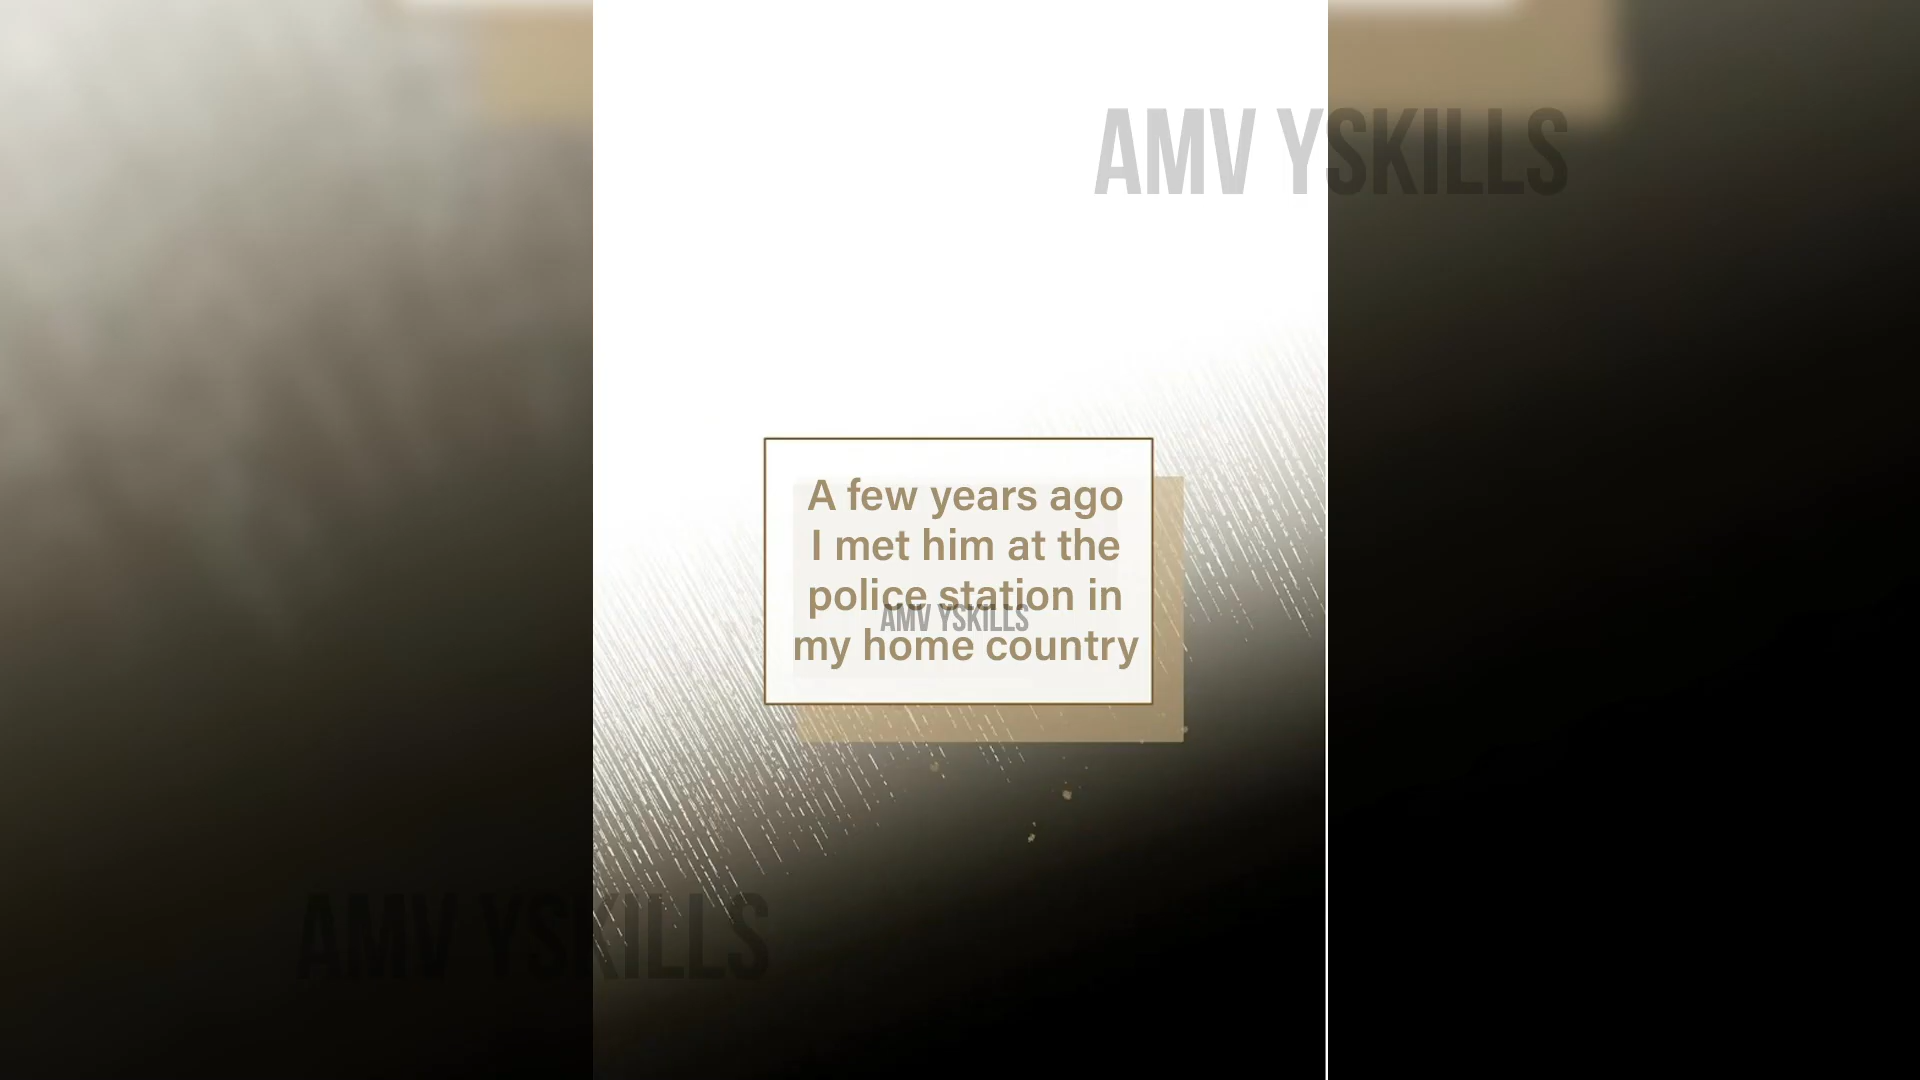 AMV YSKILLS
A few years ago
I met him at the
police station in
AMV YSKILLS
my home country
AMV YSKILLS